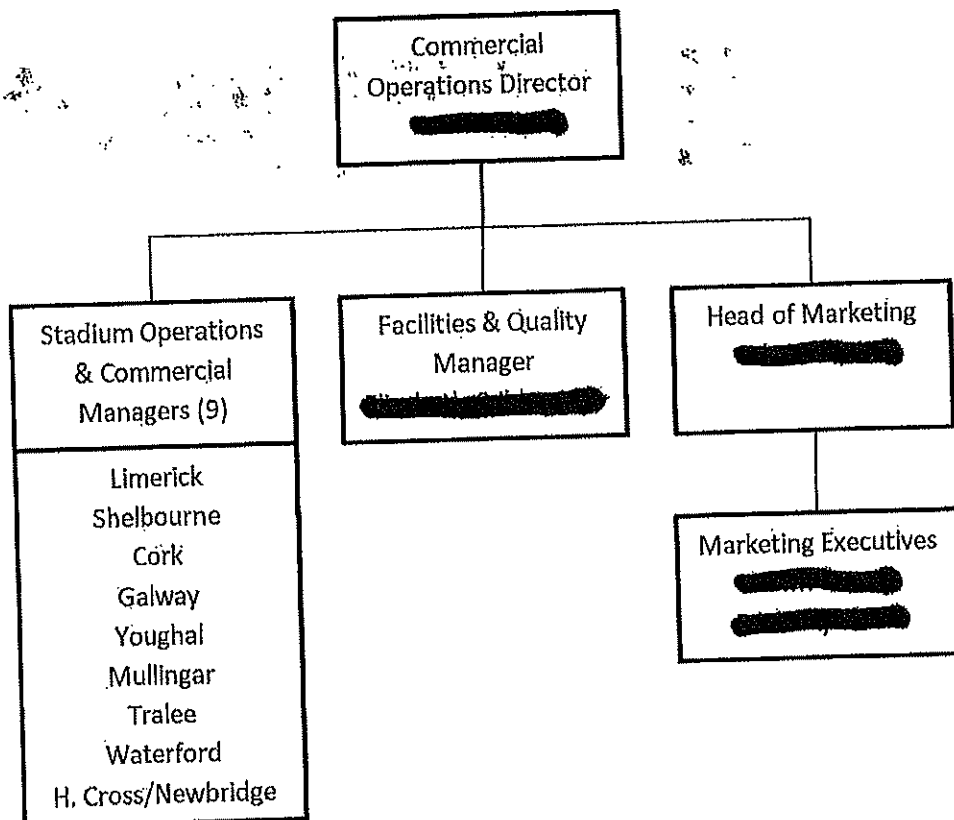 Commercial
Operations Director
Stadium Operations
& Commercial
Managers (9)
Limerick
Shelbourne
Cork
Galway
Youghal
Mullingar
Tralee
Waterford
H. Cross/Newbridge
Facilities & Quality
Manager
Head of Marketing
Marketing Executives